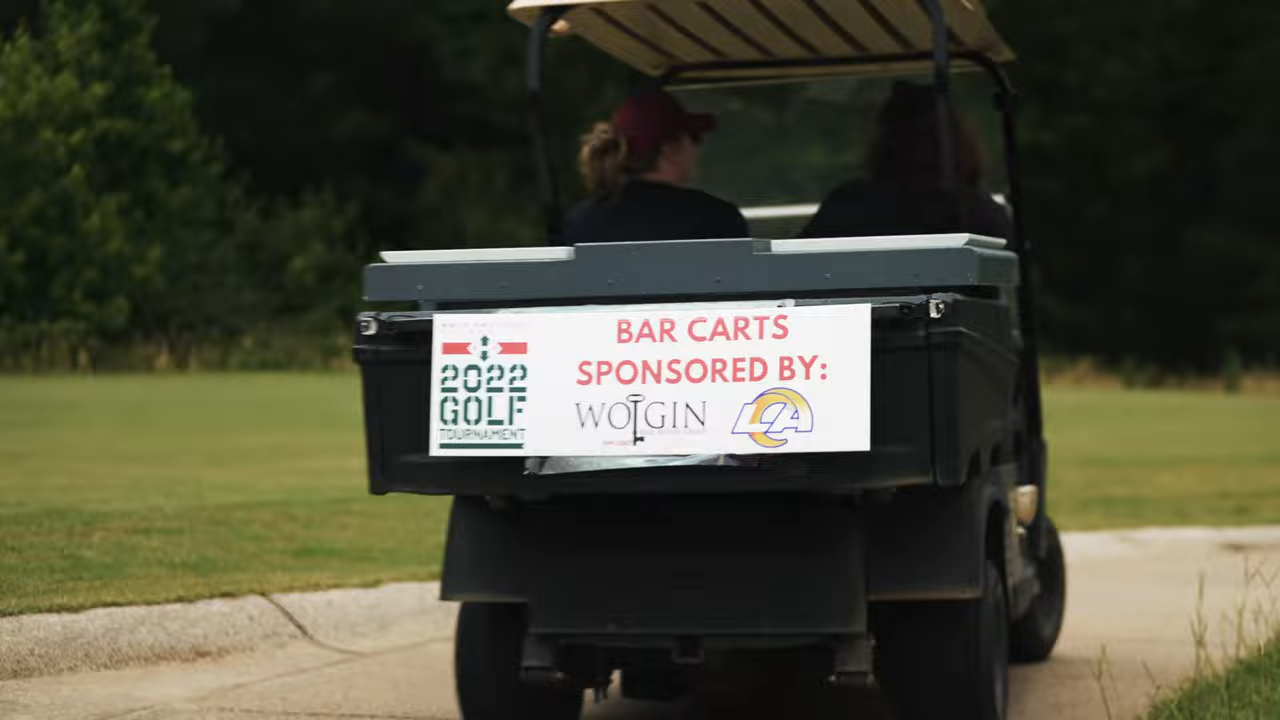 2022
GOLF
TOURNAMENT
BAR CARTS
SPONSORED BY:
WOLGIN
LA